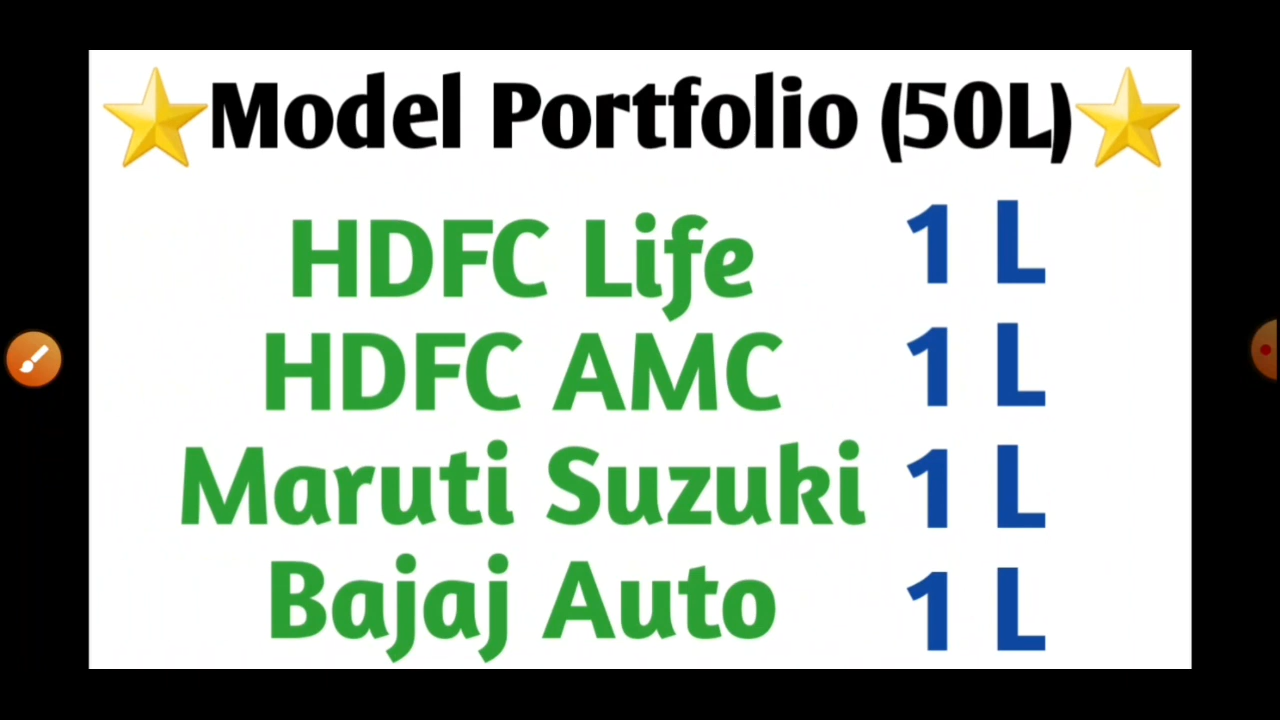 Model Portfolio (50L)
HDFC Life 1 L
HDFC AMC 1 L
Maruti Suzuki 1 L
Bajaj Auto 1 L